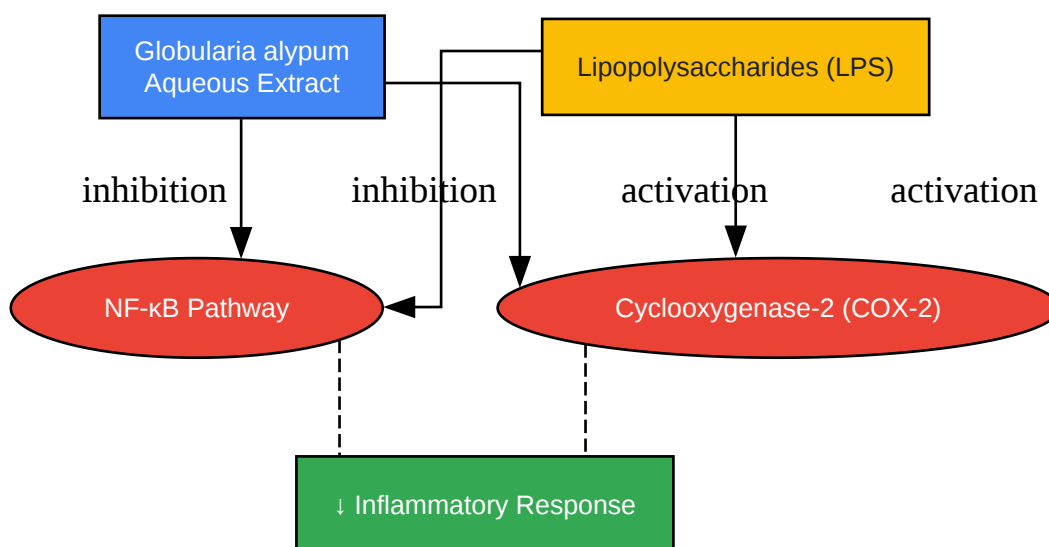 Globularia alypum
Aqueous Extract
Lipopolysaccharides (LPS)
inhibition
inhibition
activation
activation
NF-κB Pathway
Cyclooxygenase-2 (COX-2)
↓ Inflammatory Response